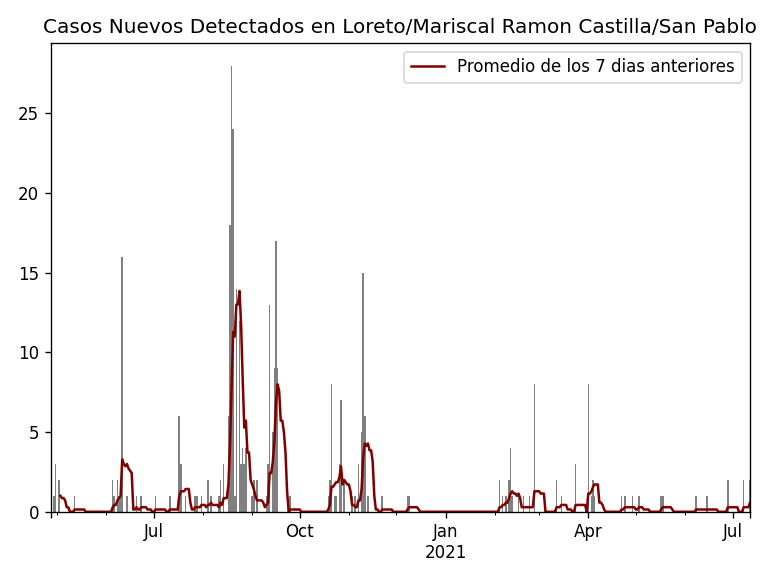 Casos Nuevos Detectados en Loreto/Mariscal Ramon Castilla/San Pablo
Promedio de los 7 dias anteriores
25
20
15
10
5
0
Jul
Oct
Jan
Apr
Jul
2021